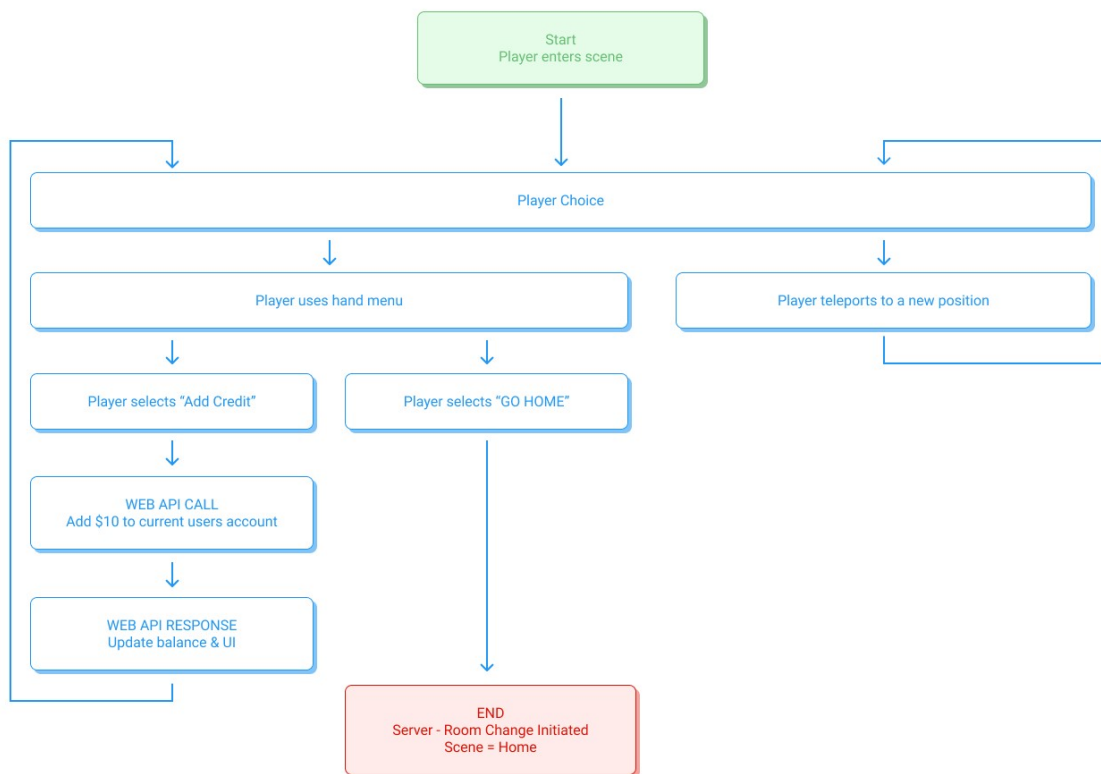 Start
Player enters scene
Player Choice
Player uses hand menu
Player teleports to a new position
Player selects “Add Credit”
Player selects “GO HOME”
WEB API CALL
Add $10 to current users account
WEB API RESPONSE
Update balance & UI
END
Server - Room Change Initiated
Scene = Home